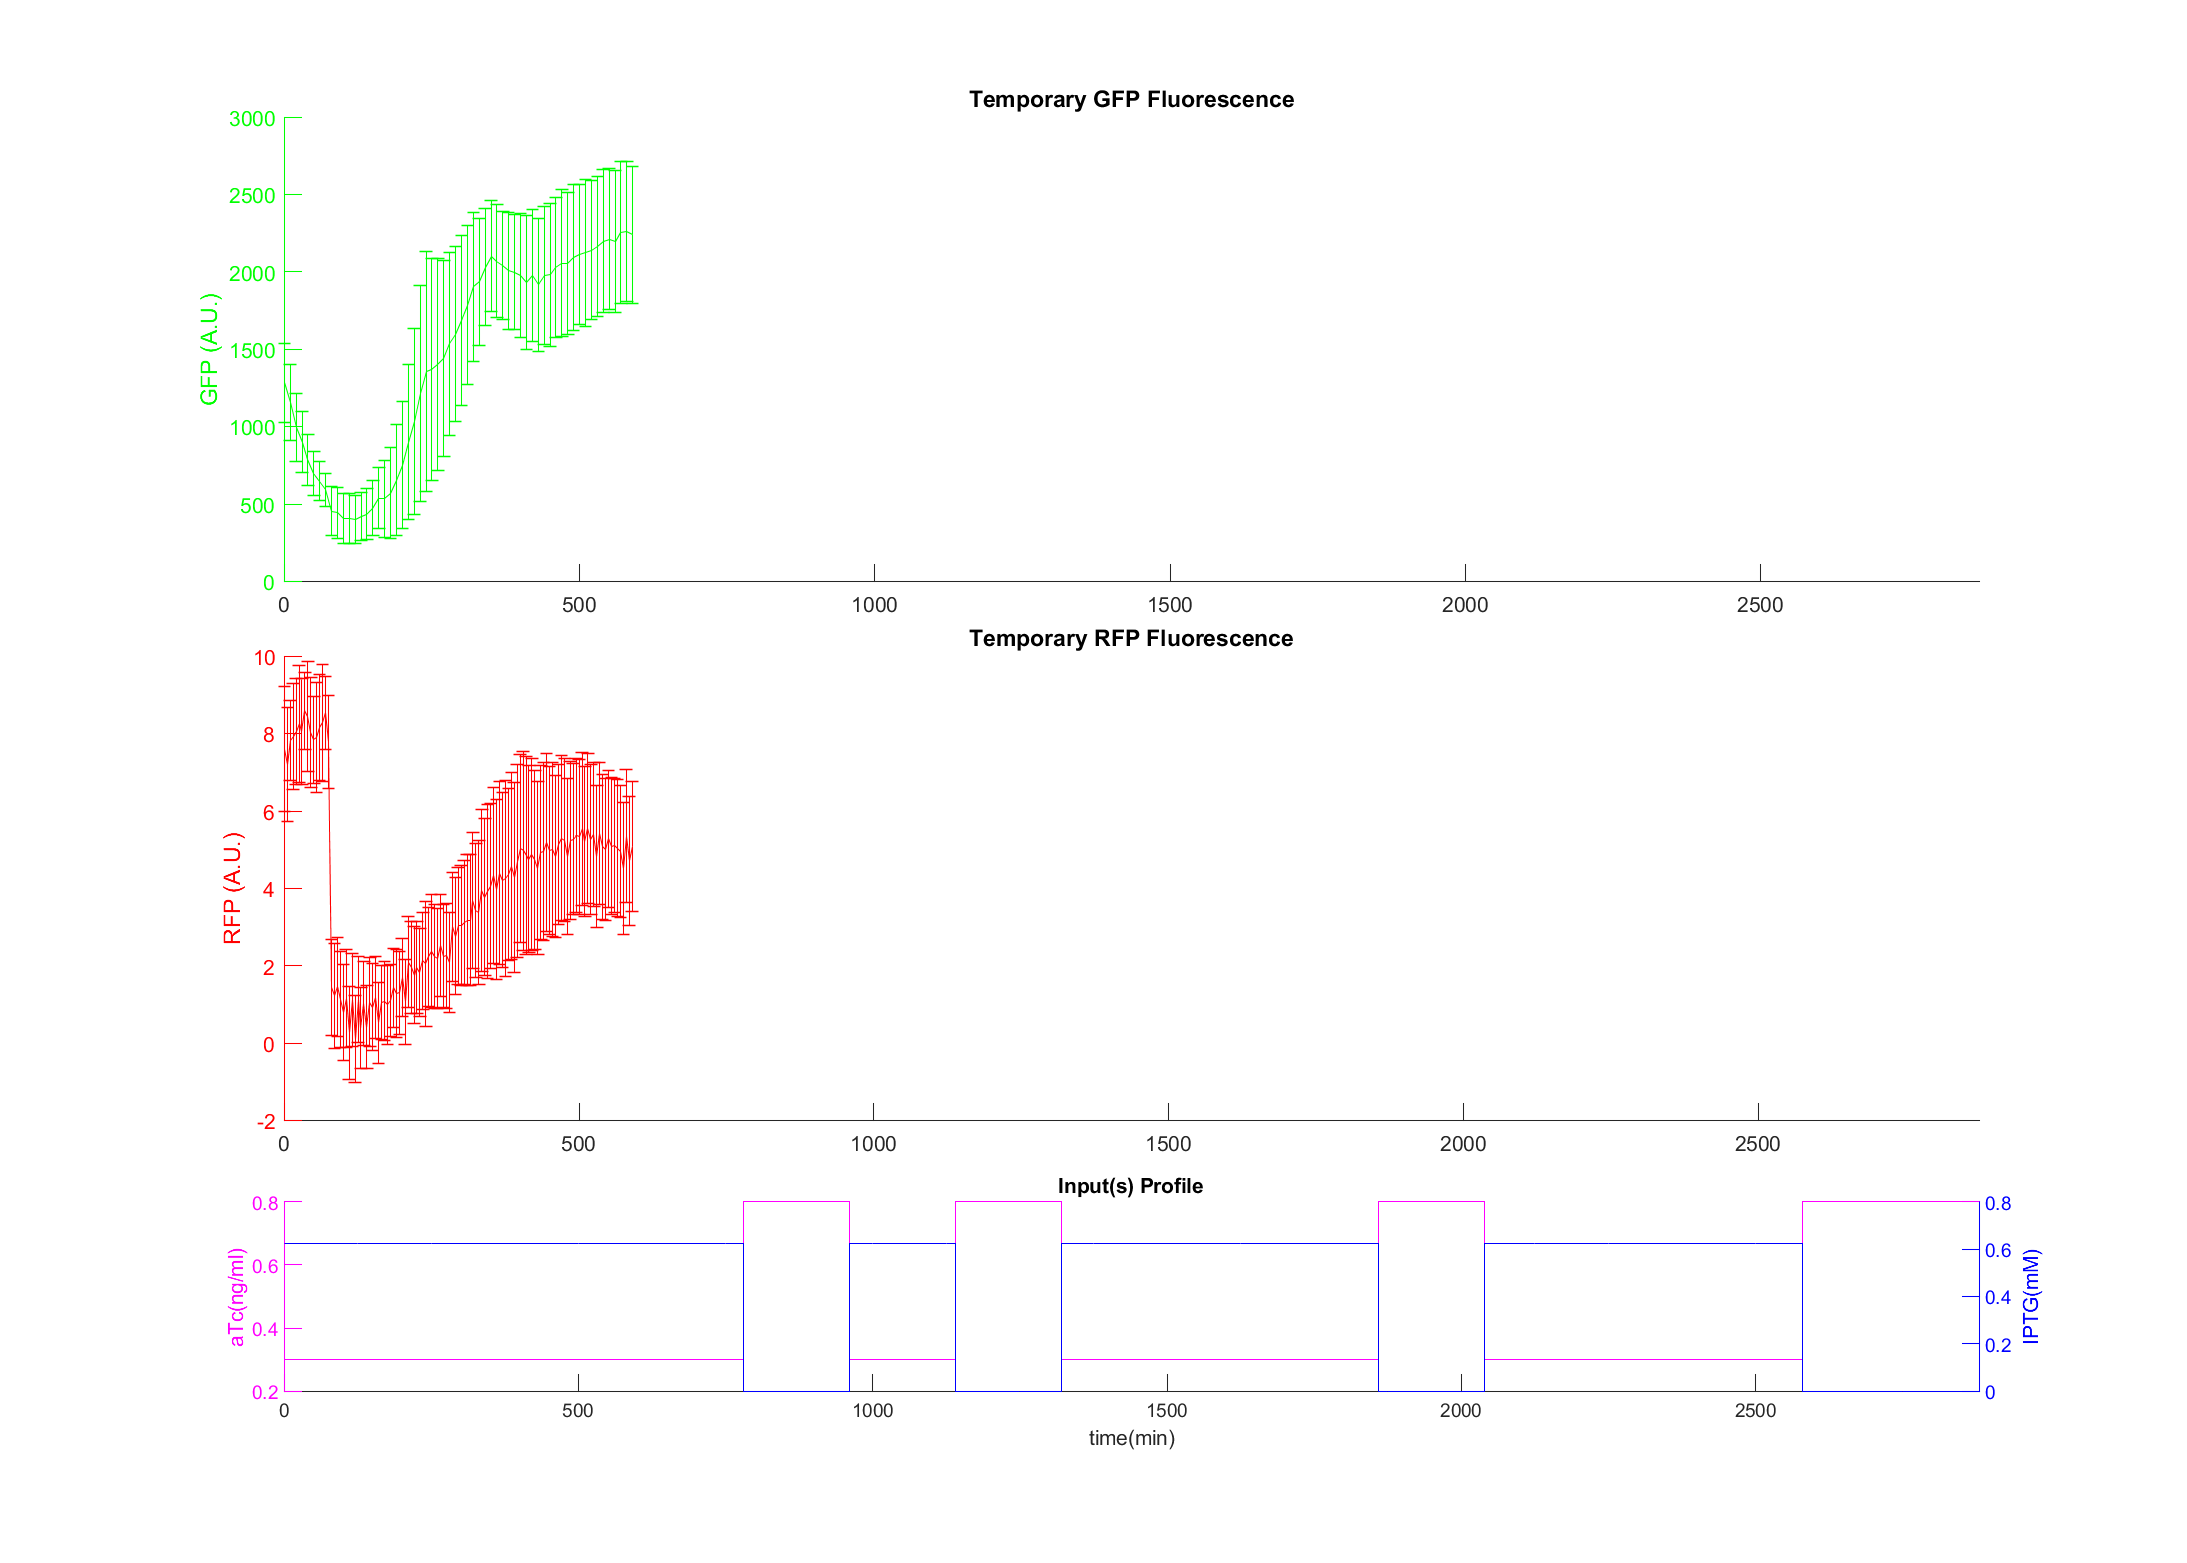 Temporary GFP Fluorescence
GFP (A.U.)
3000
2500
2000
1500
1000
500
0
0 500 1000 1500 2000 2500
Temporary RFP Fluorescence
RFP (A.U.)
10
8
6
4
2
0
-2
0 500 1000 1500 2000 2500
Input(s) Profile
aTc(ng/ml)
0.8
0.6
0.4
0.2
0.8
0.6
0.4
0.2
0
IPTG(mM)
0 500 1000 1500 2000 2500
time(min)